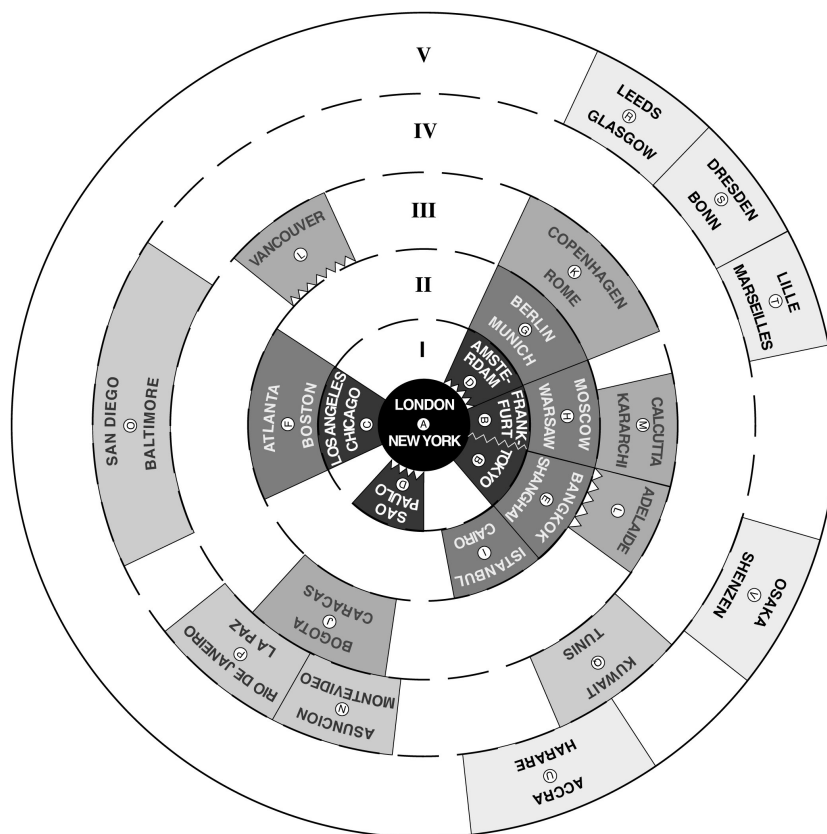 V
IV
III
II
I
LONDON
A
NEW YORK
AMSTE-
RDAM
D
FRANK-
FURT
B
TOKYO
B
SAO
PAULO
D
LOS ANGELES
CHICAGO
C
BERLIN
G
MUNICH
MOSCOW
H
WARSAW
BANGKOK
E
SHANGHAI
ISTANBUL
I
CAIRO
ATLANTA
F
BOSTON
VANCOUVER
L
COPENHAGEN
K
ROME
CALCUTTA
M
KARARCHI
ADELAIDE
L
CARACAS
J
BOGOTA
SAN DIEGO
O
BALTIMORE
LA PAZ
P
RIO DE JANEIRO
MONTEVIDEO
N
ASUNCION
TUNIS
Q
KUWAIT
LEEDS
R
GLASGOW
DRESDEN
S
BONN
LILLE
T
MARSEILLES
OSAKA
V
SHENZEN
HARARE
U
ACCRA